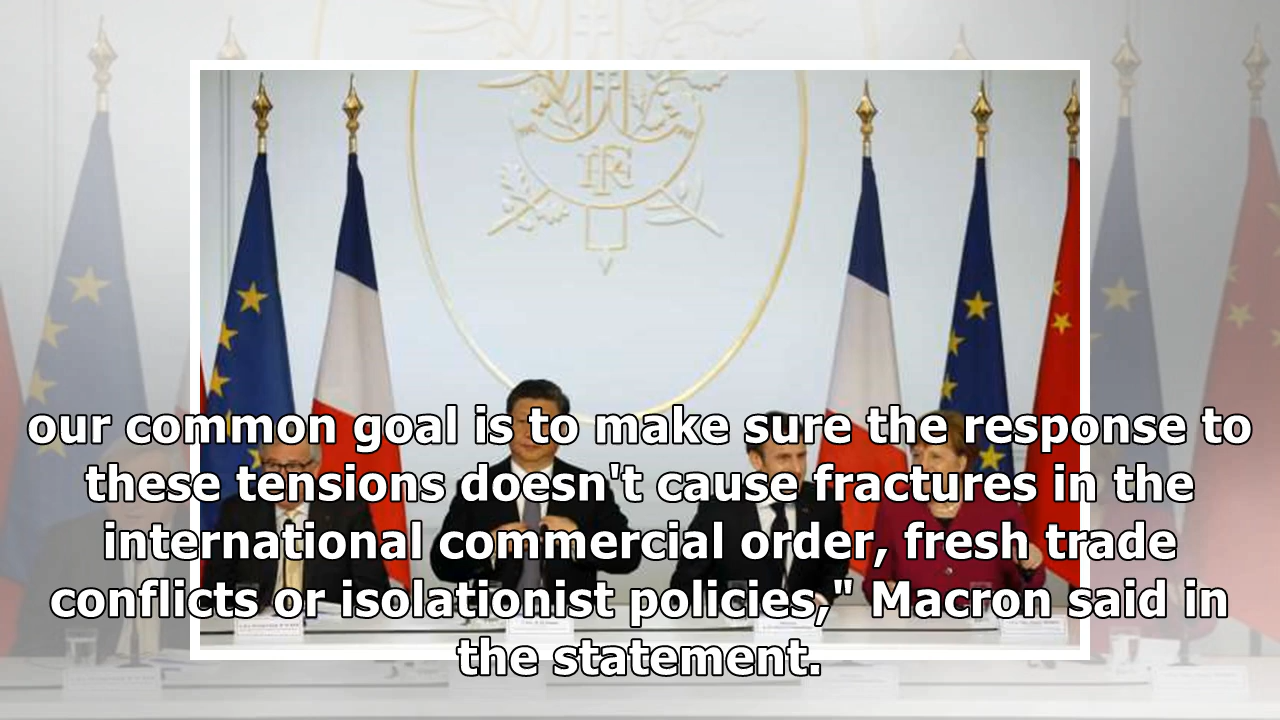 RF
our common goal is to make sure the response to
these tensions doesn't cause fractures in the
international commercial order, fresh trade
conflicts or isolationist policies," Macron said in
the statement.